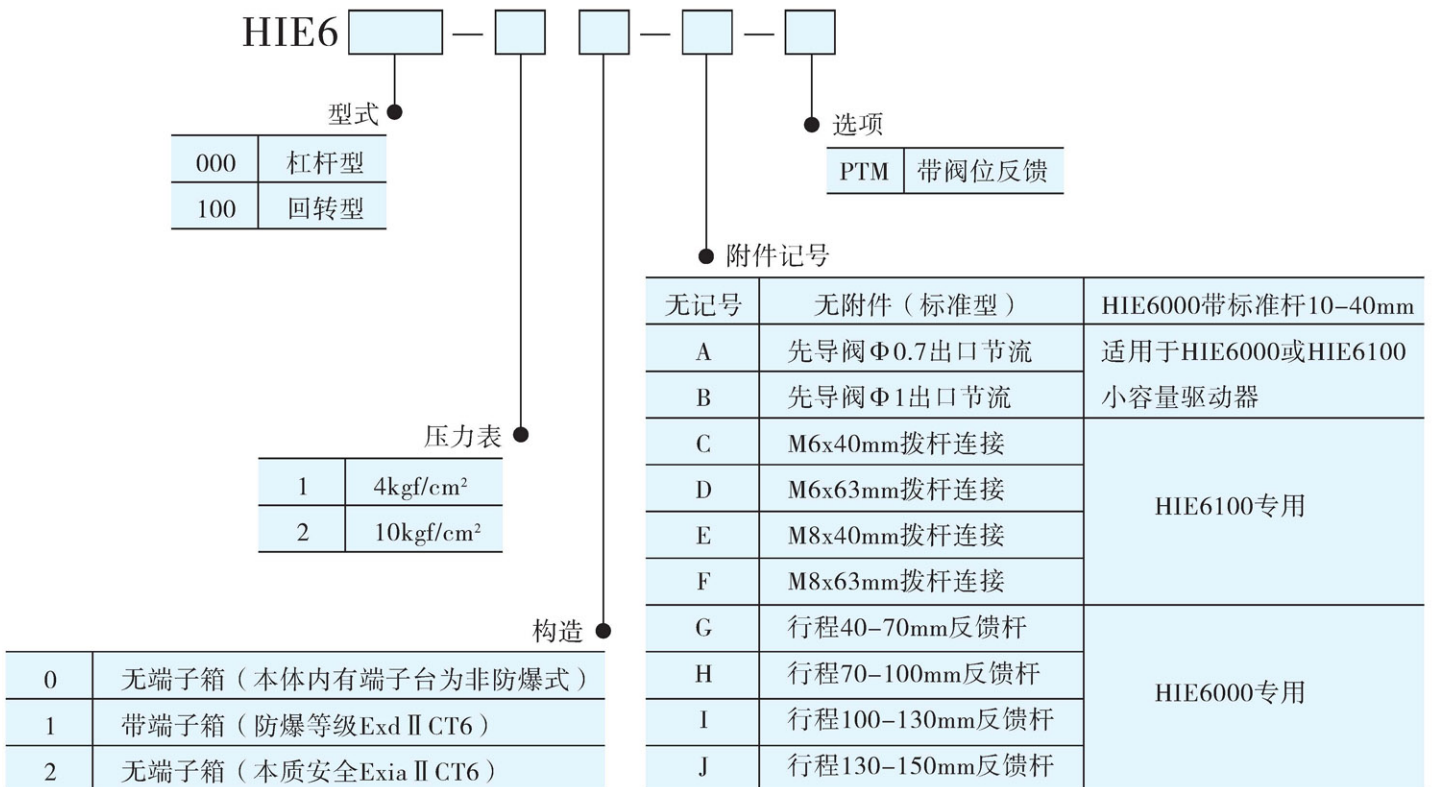 HIE6 — —  —
型式
000 杠杆型
100 回转型
选项
PTM 带阀位反馈
附件记号
无记号 无附件（标准型） HIE6000带标准杆10-40mm
A 先导阀Φ0.7出口节流 适用于HIE6000或HIE6100
B 先导阀Φ1出口节流 小容量驱动器
C M6x40mm拨杆连接
D M6x63mm拨杆连接
HIE6100专用
E M8x40mm拨杆连接
F M8x63mm拨杆连接
G 行程40-70mm反馈杆
H 行程70-100mm反馈杆
HIE6000专用
I 行程100-130mm反馈杆
J 行程130-150mm反馈杆
压力表
1 4kgf/cm²
2 10kgf/cm²
构造
0 无端子箱（本体内有端子台为非防爆式）
1 带端子箱（防爆等级ExdⅡCT6）
2 无端子箱（本质安全ExiaⅡCT6）